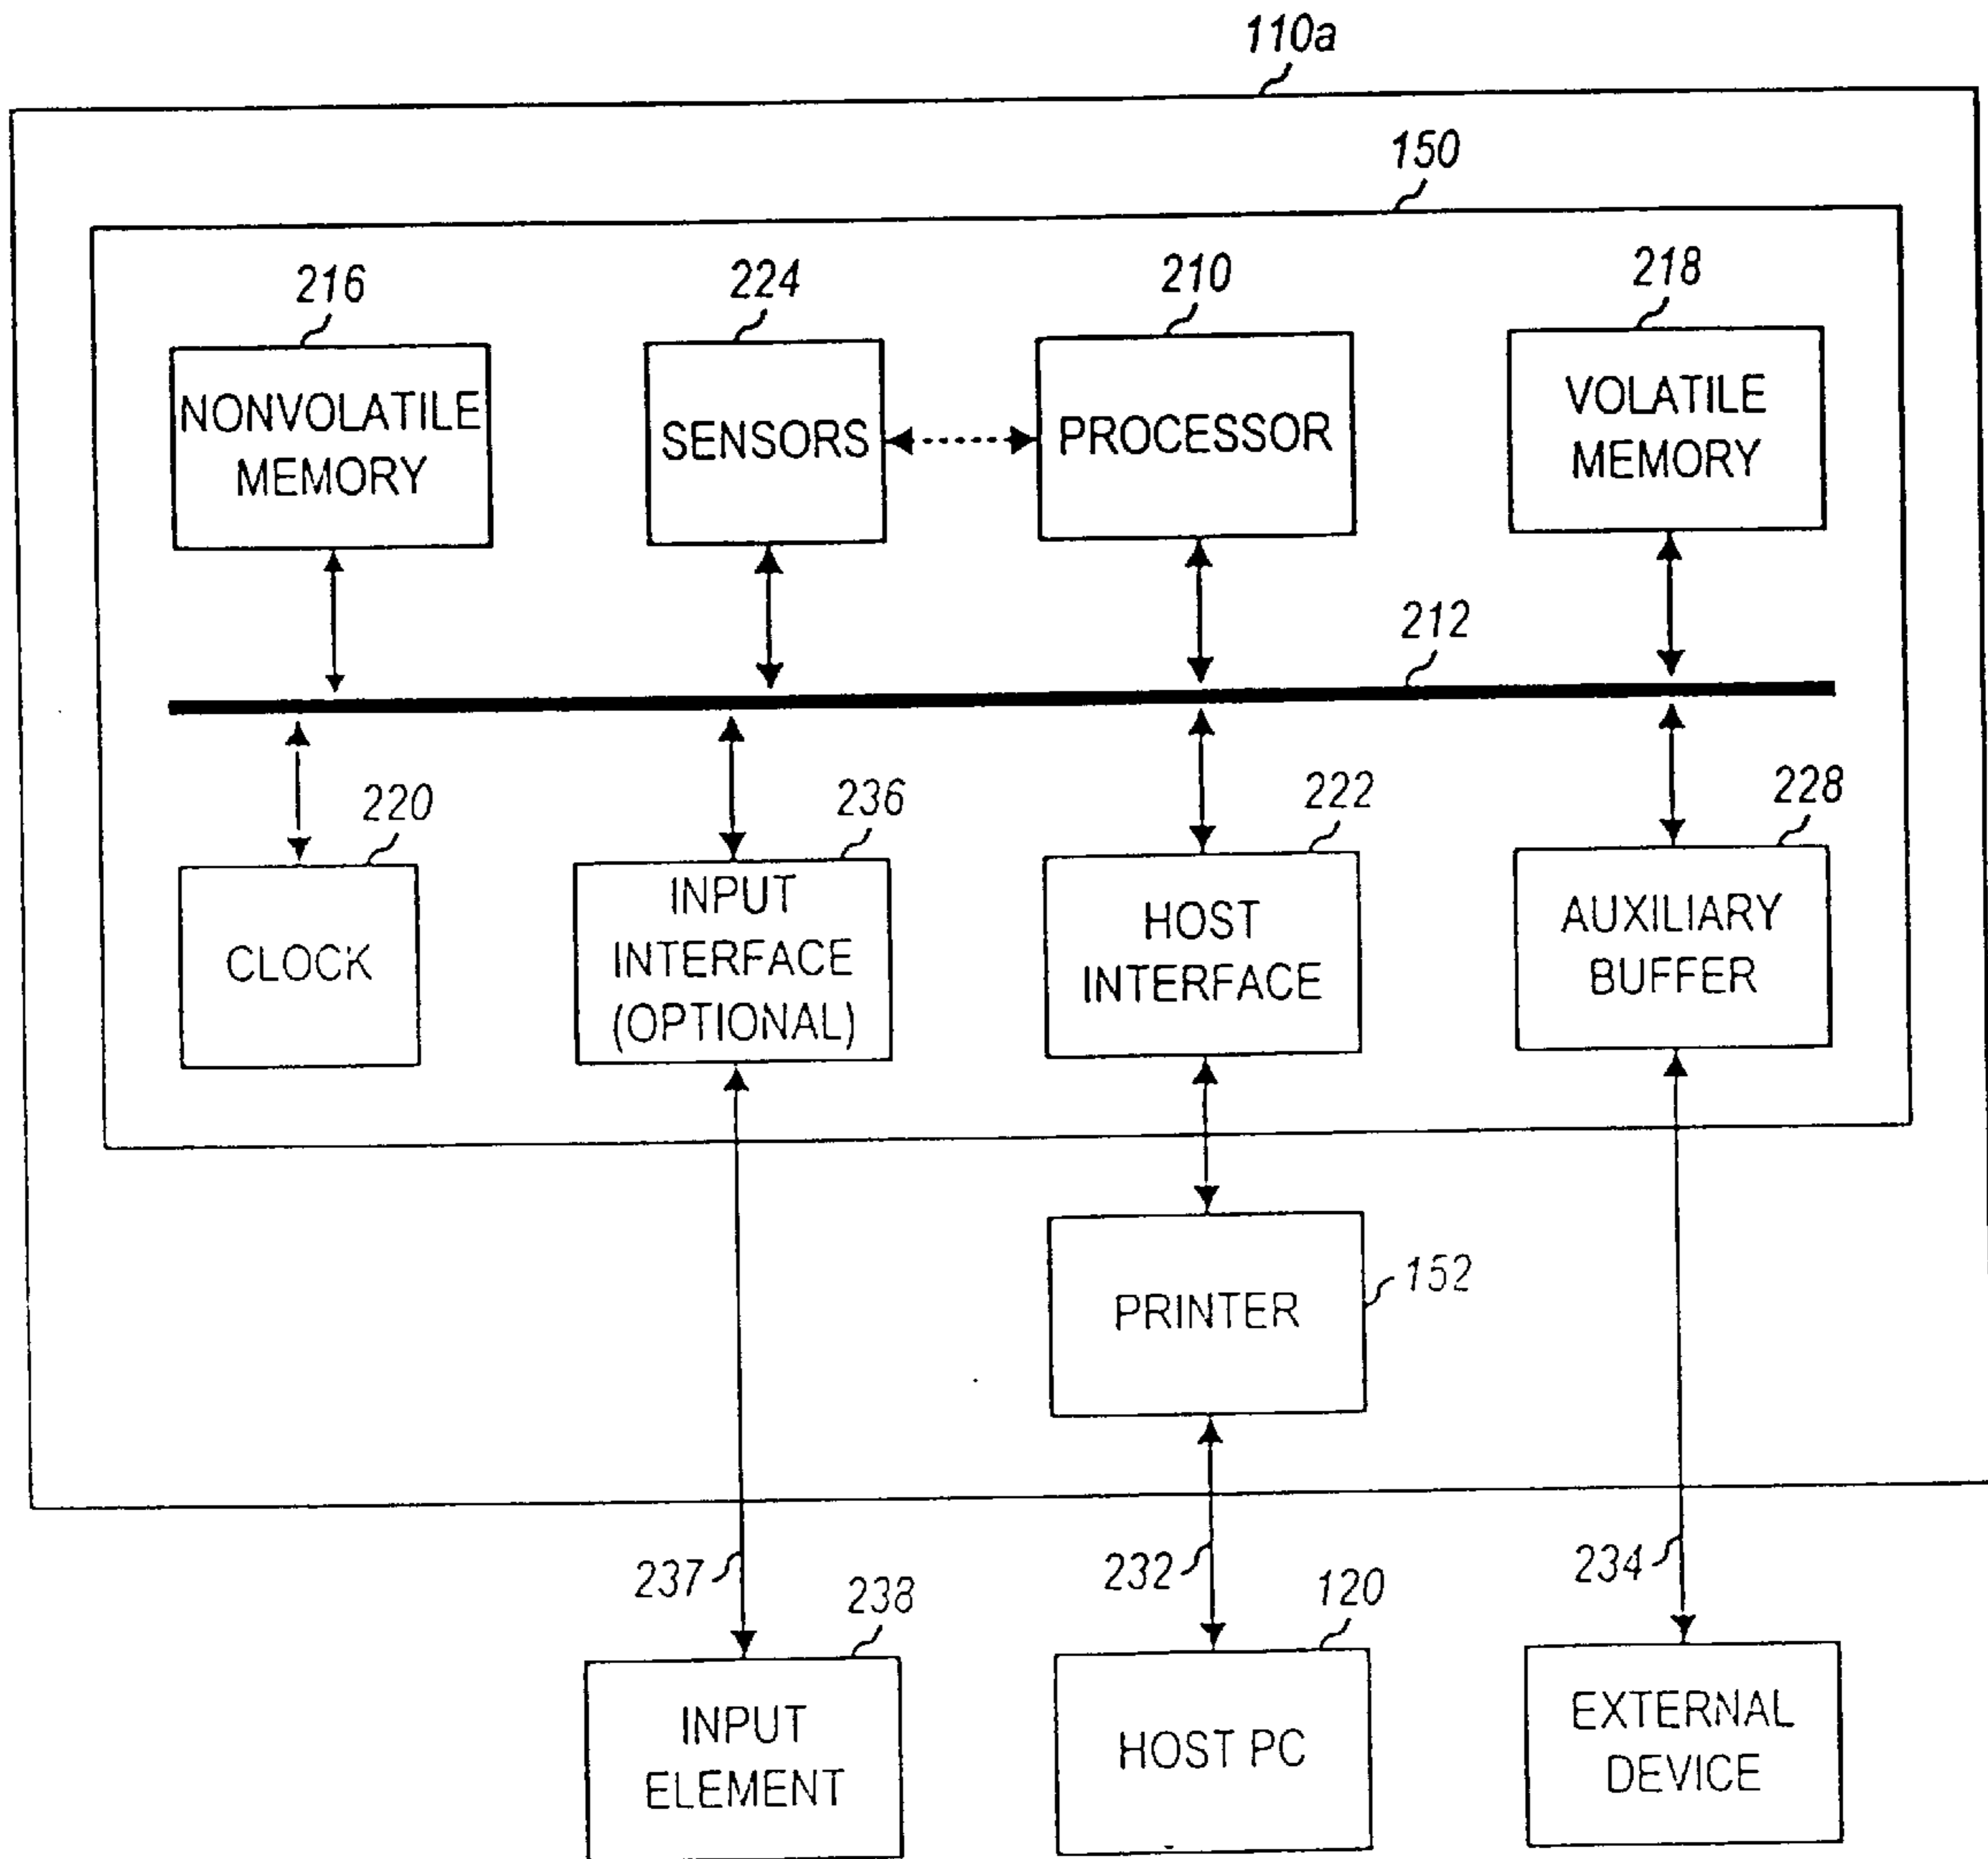 110a
150
216
224
210
218
NONVOLATILE
MEMORY
SENSORS
PROCESSOR
VOLATILE
MEMORY
212
220
236
222
228
CLOCK
INPUT
INTERFACE
(OPTIONAL)
HOST
INTERFACE
AUXILIARY
BUFFER
PRINTER
152
237
232
234
238
120
INPUT
ELEMENT
HOST PC
EXTERNAL
DEVICE